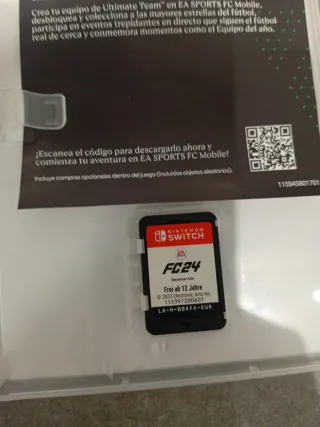 Crea tu equipo de Ultimate Team™ en EA SPORTS FC Mobile,
desbloquea y colecciona a las mayores estrellas del fútbol,
participa en eventos trepidantes en directo que siguen el fútbol
real de cerca y conmemora momentos como el Equipo del año.
¡Escanea el código para descargarlo ahora y
comienza tu aventura en EA SPORTS FC Mobile!
Incluye compras opcionales dentro del juego (incluidos objetos aleatorios).
115945801701
NINTENDO
SWITCH
EA
FC24
Frei ab 12 Jahre
© 2023 Electronic Arts Inc.
LA-H-BBAFA-EUR